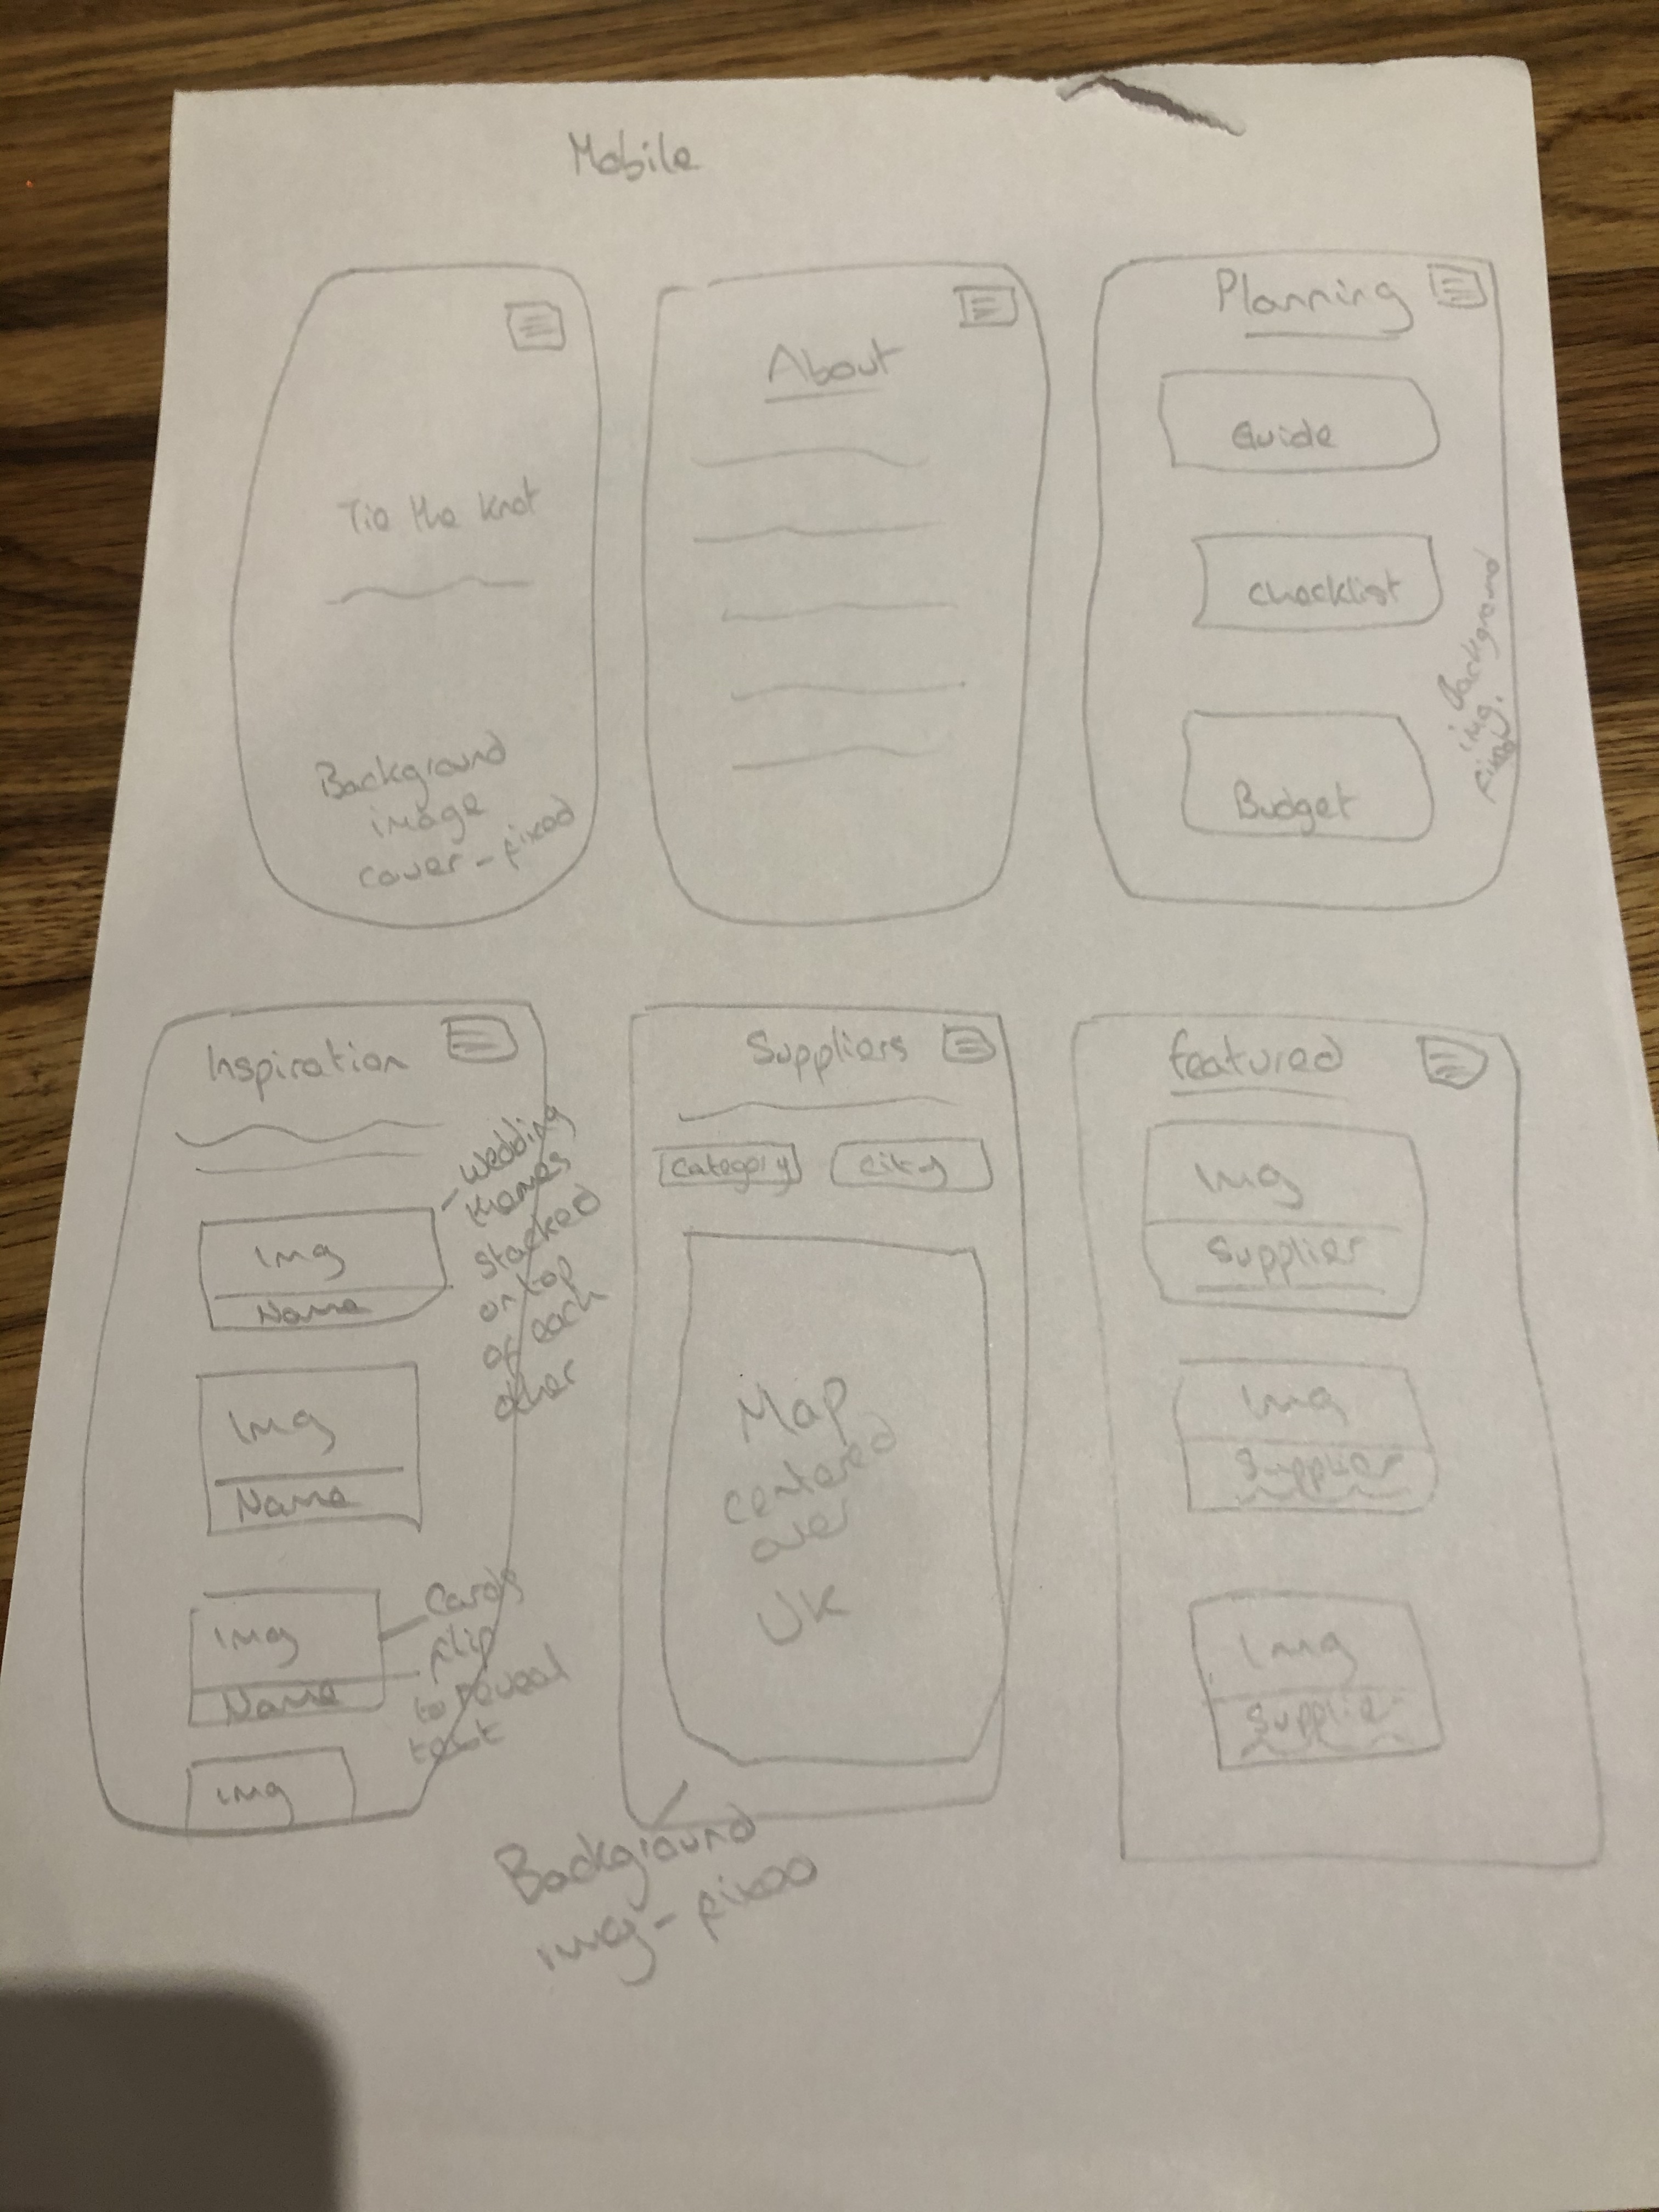 Mobile
Tie the knot
Background
image
cover - fixed
About
Planning
Guide
Checklist
Budget
Background
img.
fixed
Inspiration
Wedding
themes
stacked
on top
of each
other
Img
Name
Img
Name
Img
Name
Cards
flip
to reveal
text
img
Suppliers
Category
City
Map
centered
over
UK
Background
img - fixed
featured
Img
Supplier
Img
Supplier
Img
Supplier